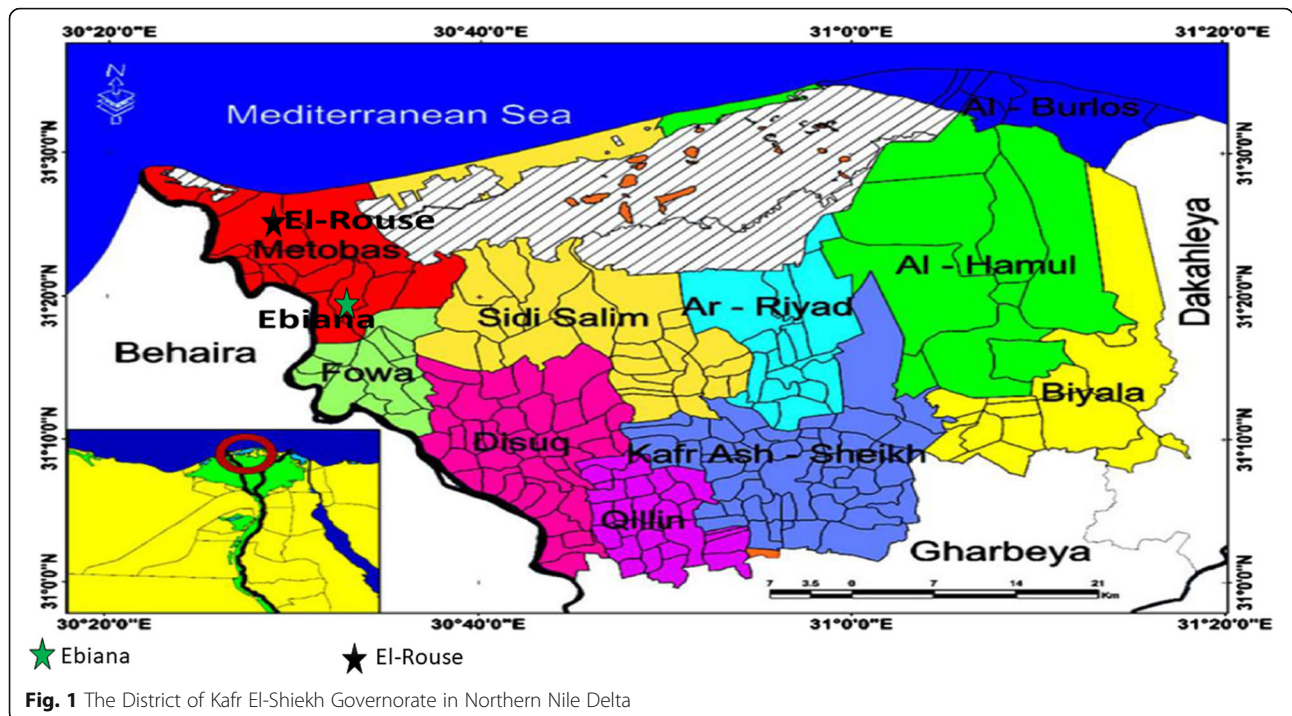 30°20'0"E 30°40'0"E 31°0'0"E 31°20'0"E
N
Mediterranean Sea
Al - Burlos
31°30'0"N 31°30'0"N
El-Rouse
Metobas
Al - Hamul
Dakahleya
31°20'0"N 31°20'0"N
Ebiana
Sidi Salim
Ar - Riyad
Behaira
Fowa
Biyala
31°10'0"N 31°10'0"N
Disuq
Kafr Ash - Sheikh
Qillin
Gharbeya
31°0'0"N 31°0'0"N
7 3.5 0 7 14 21
Km
30°20'0"E 30°40'0"E 31°0'0"E 31°20'0"E
Ebiana El-Rouse
Fig. 1 The District of Kafr El-Shiekh Governorate in Northern Nile Delta